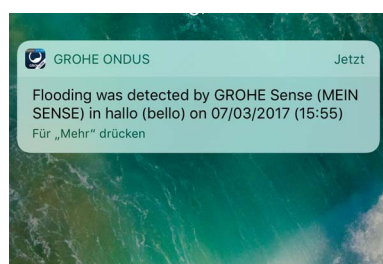 GROHE ONDUS
Jetzt
Flooding was detected by GROHE Sense (MEIN
SENSE) in hallo (bello) on 07/03/2017 (15:55)
Für „Mehr“ drücken